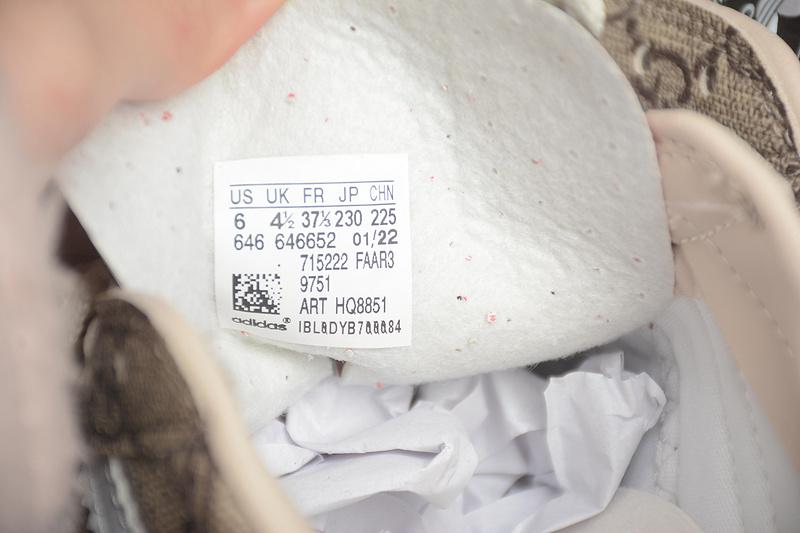 US UK FR JP CHN
6 4½ 37⅓ 230 225
646 646652 01/22
715222 FAAR3
9751
ART HQ8851
adidas®